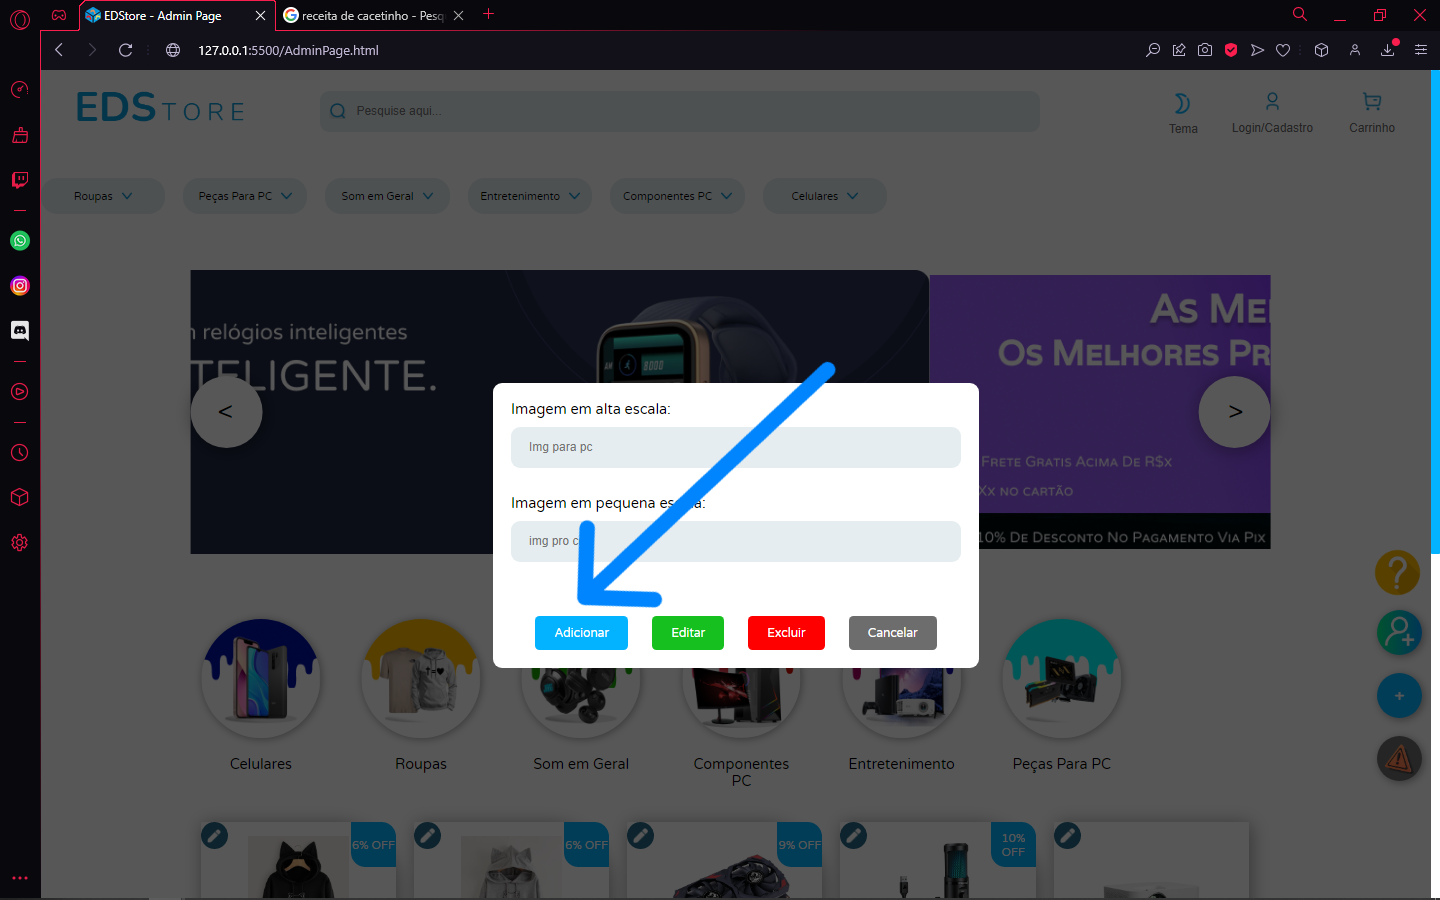 EDStore - Admin Page
receita de cacetinho - Pesq
127.0.0.1:5500/AdminPage.html
EDSTORE
Pesquise aqui...
Tema
Login/Cadastro
Carrinho
Roupas
Peças Para PC
Som em Geral
Entretenimento
Componentes PC
Celulares
relógios inteligentes
TELIGENTE.
<
AS ME
OS MELHORES PR
>
FRETE GRATIS ACIMA DE R$X
XX NO CARTÃO
10% DE DESCONTO NO PAGAMENTO VIA PIX
Imagem em alta escala:
Img para pc
Imagem em pequena es
img pro c
Adicionar
Editar
Excluir
Cancelar
?
+
Celulares
Roupas
Som em Geral
Componentes
PC
Entretenimento
Peças Para PC
6% OFF
6% OFF
9% OFF
10%
OFF